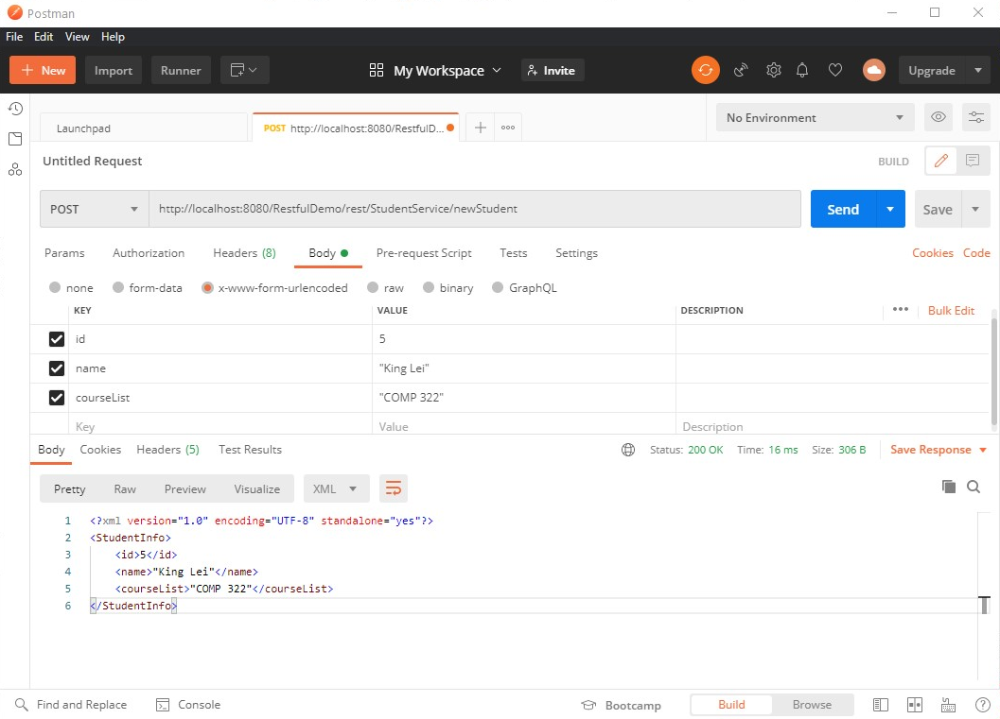 Postman
File Edit View Help
New Import Runner My Workspace Invite Upgrade
Launchpad POST http://localhost:8080/RestfulD... No Environment
Untitled Request BUILD
POST http://localhost:8080/RestfulDemo/rest/StudentService/newStudent Send Save
Params Authorization Headers (8) Body Pre-request Script Tests Settings Cookies Code
none form-data x-www-form-urlencoded raw binary GraphQL
KEY VALUE DESCRIPTION Bulk Edit
id 5
name "King Lei"
courseList "COMP 322"
Key Value Description
Body Cookies Headers (5) Test Results Status: 200 OK Time: 16 ms Size: 306 B Save Response
Pretty Raw Preview Visualize XML
1 <?xml version="1.0" encoding="UTF-8" standalone="yes"?>
2 <StudentInfo>
3 <id>5</id>
4 <name>"King Lei"</name>
5 <courseList>"COMP 322"</courseList>
6 </StudentInfo>
Find and Replace Console Bootcamp Build Browse